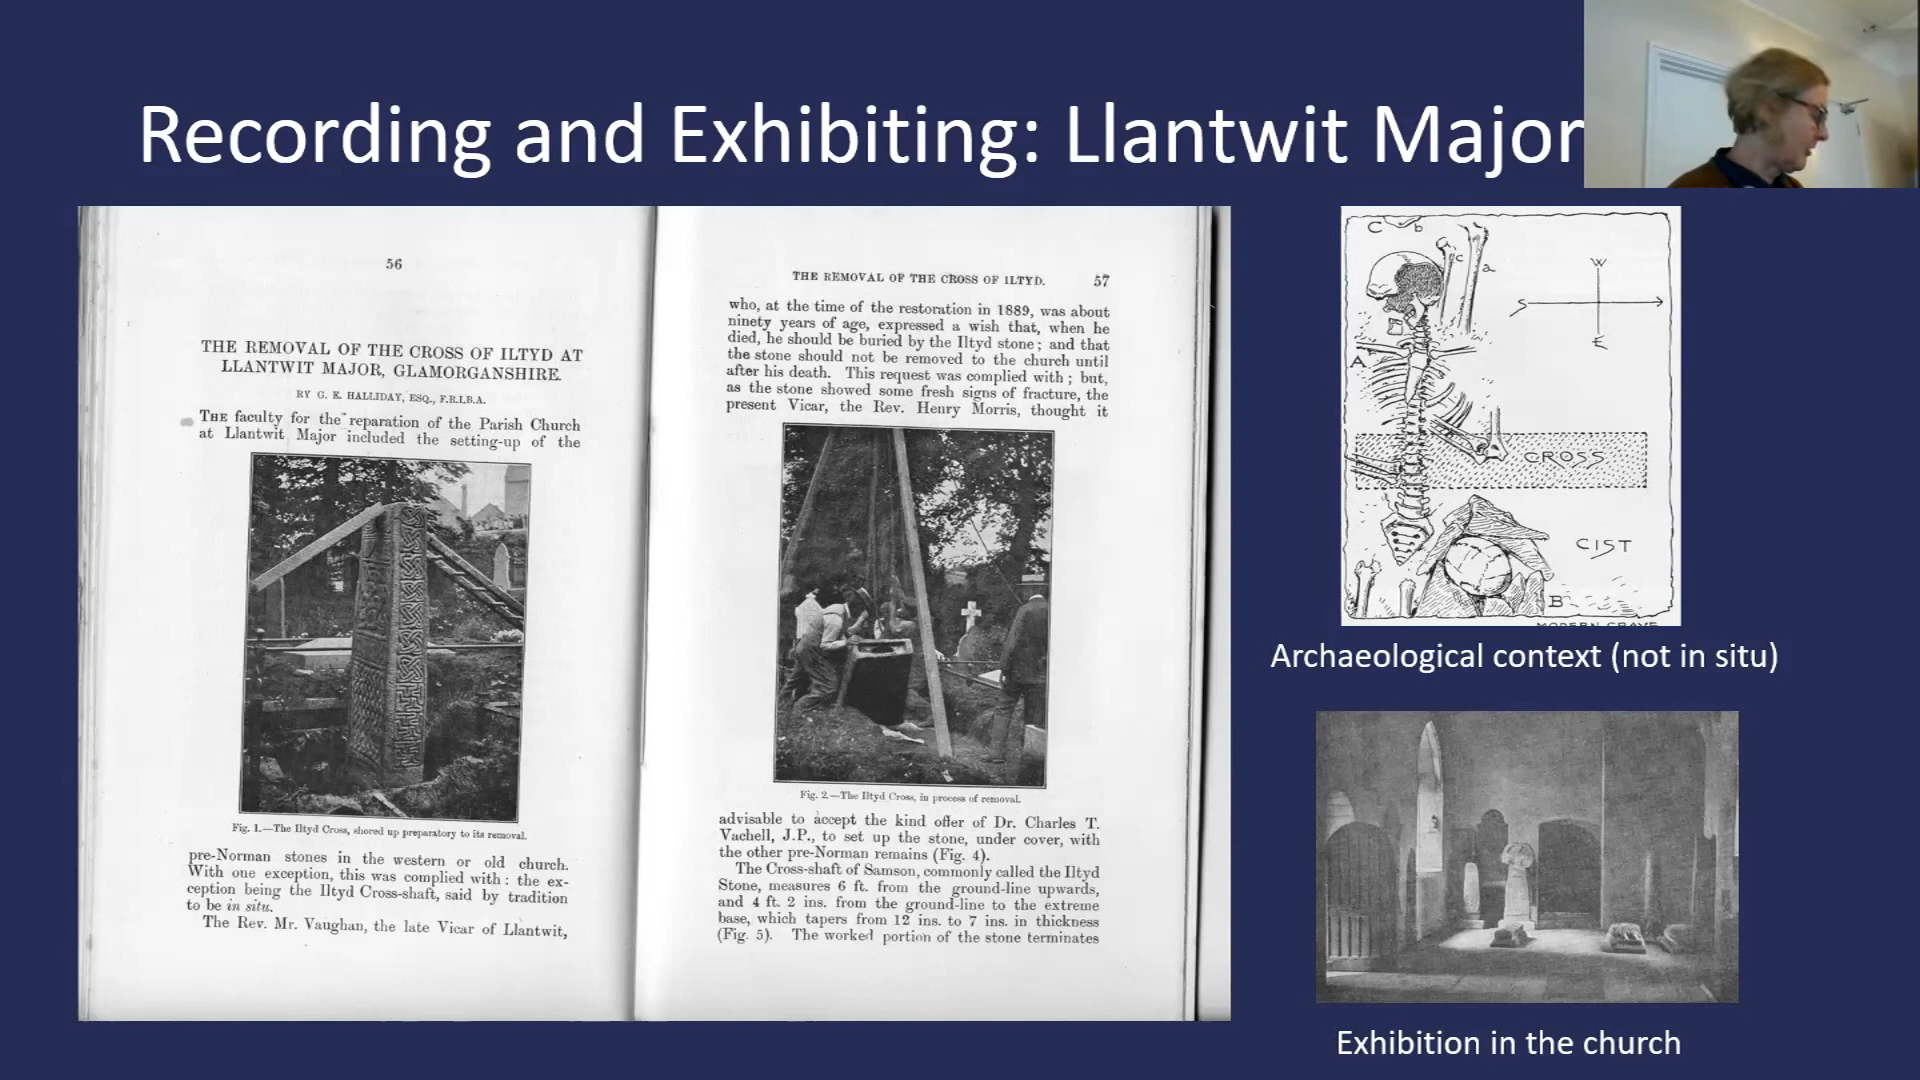 Recording and Exhibiting: Llantwit Major
56
THE REMOVAL OF THE CROSS OF ILTYD AT
LLANTWIT MAJOR, GLAMORGANSHIRE.
BY G. E. HALLIDAY, ESQ., F.R.I.B.A.
THE faculty for the reparation of the Parish Church
at Llantwit Major included the setting-up of the
Fig. 1.—The Iltyd Cross, shored up preparatory to its removal.
pre-Norman stones in the western or old church.
With one exception, this was complied with: the ex-
ception being the Iltyd Cross-shaft, said by tradition
to be in situ.
The Rev. Mr. Vaughan, the late Vicar of Llantwit,
THE REMOVAL OF THE CROSS OF ILTYD. 57
who, at the time of the restoration in 1889, was about
ninety years of age, expressed a wish that, when he
died, he should be buried by the Iltyd stone; and that
the stone should not be removed to the church until
after his death. This request was complied with; but,
as the stone showed some fresh signs of fracture, the
present Vicar, the Rev. Henry Morris, thought it
Fig. 2.—The Iltyd Cross, in process of removal.
advisable to accept the kind offer of Dr. Charles T.
Vachell, J.P., to set up the stone, under cover, with
the other pre-Norman remains (Fig. 4).
The Cross-shaft of Samson, commonly called the Iltyd
Stone, measures 6 ft. from the ground-line upwards,
and 4 ft. 2 ins. from the ground-line to the extreme
base, which tapers from 12 ins. to 7 ins. in thickness
(Fig. 5). The worked portion of the stone terminates
C b
c
a
W
S
E
A
CROSS
CIST
B
MODERN GRAVE
Archaeological context (not in situ)
Exhibition in the church